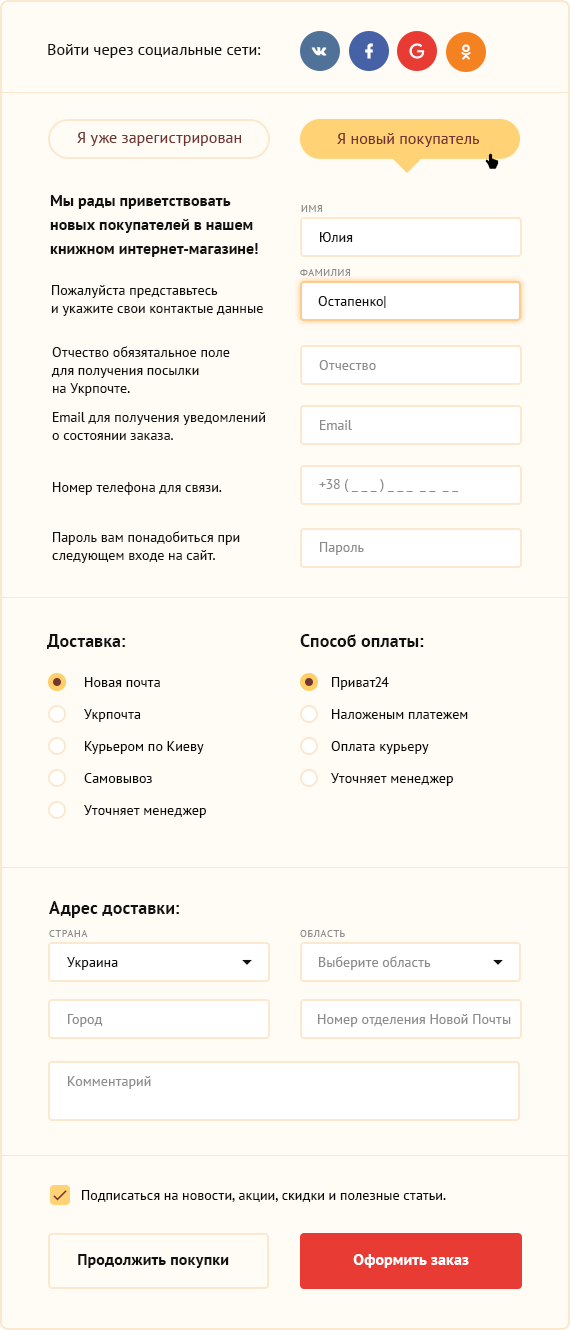 Войти через социальные сети:
Я уже зарегистрирован
Я новый покупатель
Мы рады приветствовать
новых покупателей в нашем
книжном интернет-магазине!
ИМЯ
Юлия
ФАМИЛИЯ
Пожалуйста представьтесь
и укажите свои контактые данные
Остапенко
Отчество обязятальное поле
для получения посылки
на Укрпочте.
Отчество
Email для получения уведомлений
о состоянии заказа.
Email
Номер телефона для связи.
+38 ( _ _ _ ) _ _ _ _ _ _ _
Пароль вам понадобиться при
следующем входе на сайт.
Пароль
Доставка:
Новая почта
Укрпочта
Курьером по Киеву
Самовывоз
Уточняет менеджер
Способ оплаты:
Приват24
Наложеным платежем
Оплата курьеру
Уточняет менеджер
Адрес доставки:
СТРАНА
Украина
ОБЛАСТЬ
Выберите область
Город
Номер отделения Новой Почты
Комментарий
Подписаться на новости, акции, скидки и полезные статьи.
Продолжить покупки
Оформить заказ